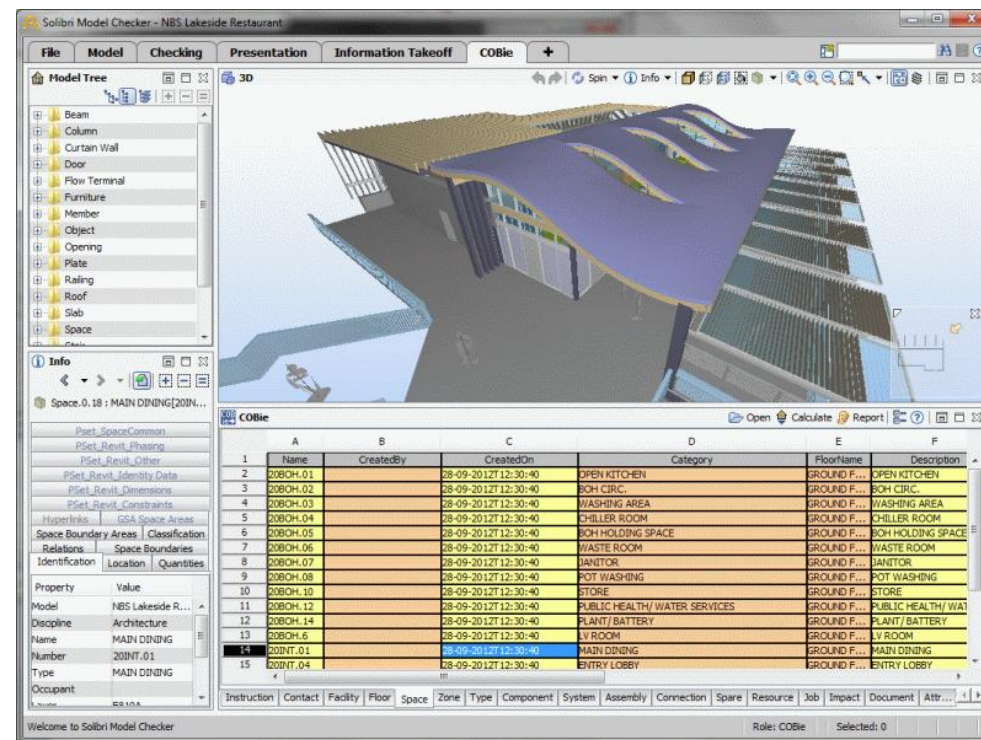 Solibri Model Checker - NBS Lakeside Restaurant
File Model Checking Presentation Information Takeoff COBie +
Model Tree
Beam
Column
Curtain Wall
Door
Flow Terminal
Furniture
Member
Object
Opening
Plate
Railing
Roof
Slab
Space
3D Spin Info
Info
Space.0.18 : MAIN DINING[20IN...
Pset_SpaceCommon
PSet_Revit_Phasing
PSet_Revit_Other
PSet_Revit_Identity Data
PSet_Revit_Dimensions
PSet_Revit_Constraints
Hyperlinks GSA Space Areas
Space Boundary Areas Classification
Relations Space Boundaries
Identification Location Quantities
Property Value
Model NBS Lakeside R...
Discipline Architecture
Name MAIN DINING
Number 20INT.01
Type MAIN DINING
Occupant
COBie Open Calculate Report
A B C D E F
1 Name CreatedBy CreatedOn Category FloorName Description
2 20BOH.01 28-09-2012T12:30:40 OPEN KITCHEN GROUND F... OPEN KITCHEN
3 20BOH.02 28-09-2012T12:30:40 BOH CIRC. GROUND F... BOH CIRC.
4 20BOH.03 28-09-2012T12:30:40 WASHING AREA GROUND F... WASHING AREA
5 20BOH.04 28-09-2012T12:30:40 CHILLER ROOM GROUND F... CHILLER ROOM
6 20BOH.05 28-09-2012T12:30:40 BOH HOLDING SPACE GROUND F... BOH HOLDING SPACE
7 20BOH.06 28-09-2012T12:30:40 WASTE ROOM GROUND F... WASTE ROOM
8 20BOH.07 28-09-2012T12:30:40 JANITOR GROUND F... JANITOR
9 20BOH.08 28-09-2012T12:30:40 POT WASHING GROUND F... POT WASHING
10 20BOH.10 28-09-2012T12:30:40 STORE GROUND F... STORE
11 20BOH.12 28-09-2012T12:30:40 PUBLIC HEALTH/ WATER SERVICES GROUND F... PUBLIC HEALTH/ WAT
12 20BOH.14 28-09-2012T12:30:40 PLANT/ BATTERY GROUND F... PLANT/ BATTERY
13 20BOH.6 28-09-2012T12:30:40 LV ROOM GROUND F... LV ROOM
14 20INT.01 28-09-2012T12:30:40 MAIN DINING GROUND F... MAIN DINING
15 20INT.04 28-09-2012T12:30:40 ENTRY LOBBY GROUND F... ENTRY LOBBY
Instruction Contact Facility Floor Space Zone Type Component System Assembly Connection Spare Resource Job Impact Document Attr...
Welcome to Solibri Model Checker Role: COBie Selected: 0